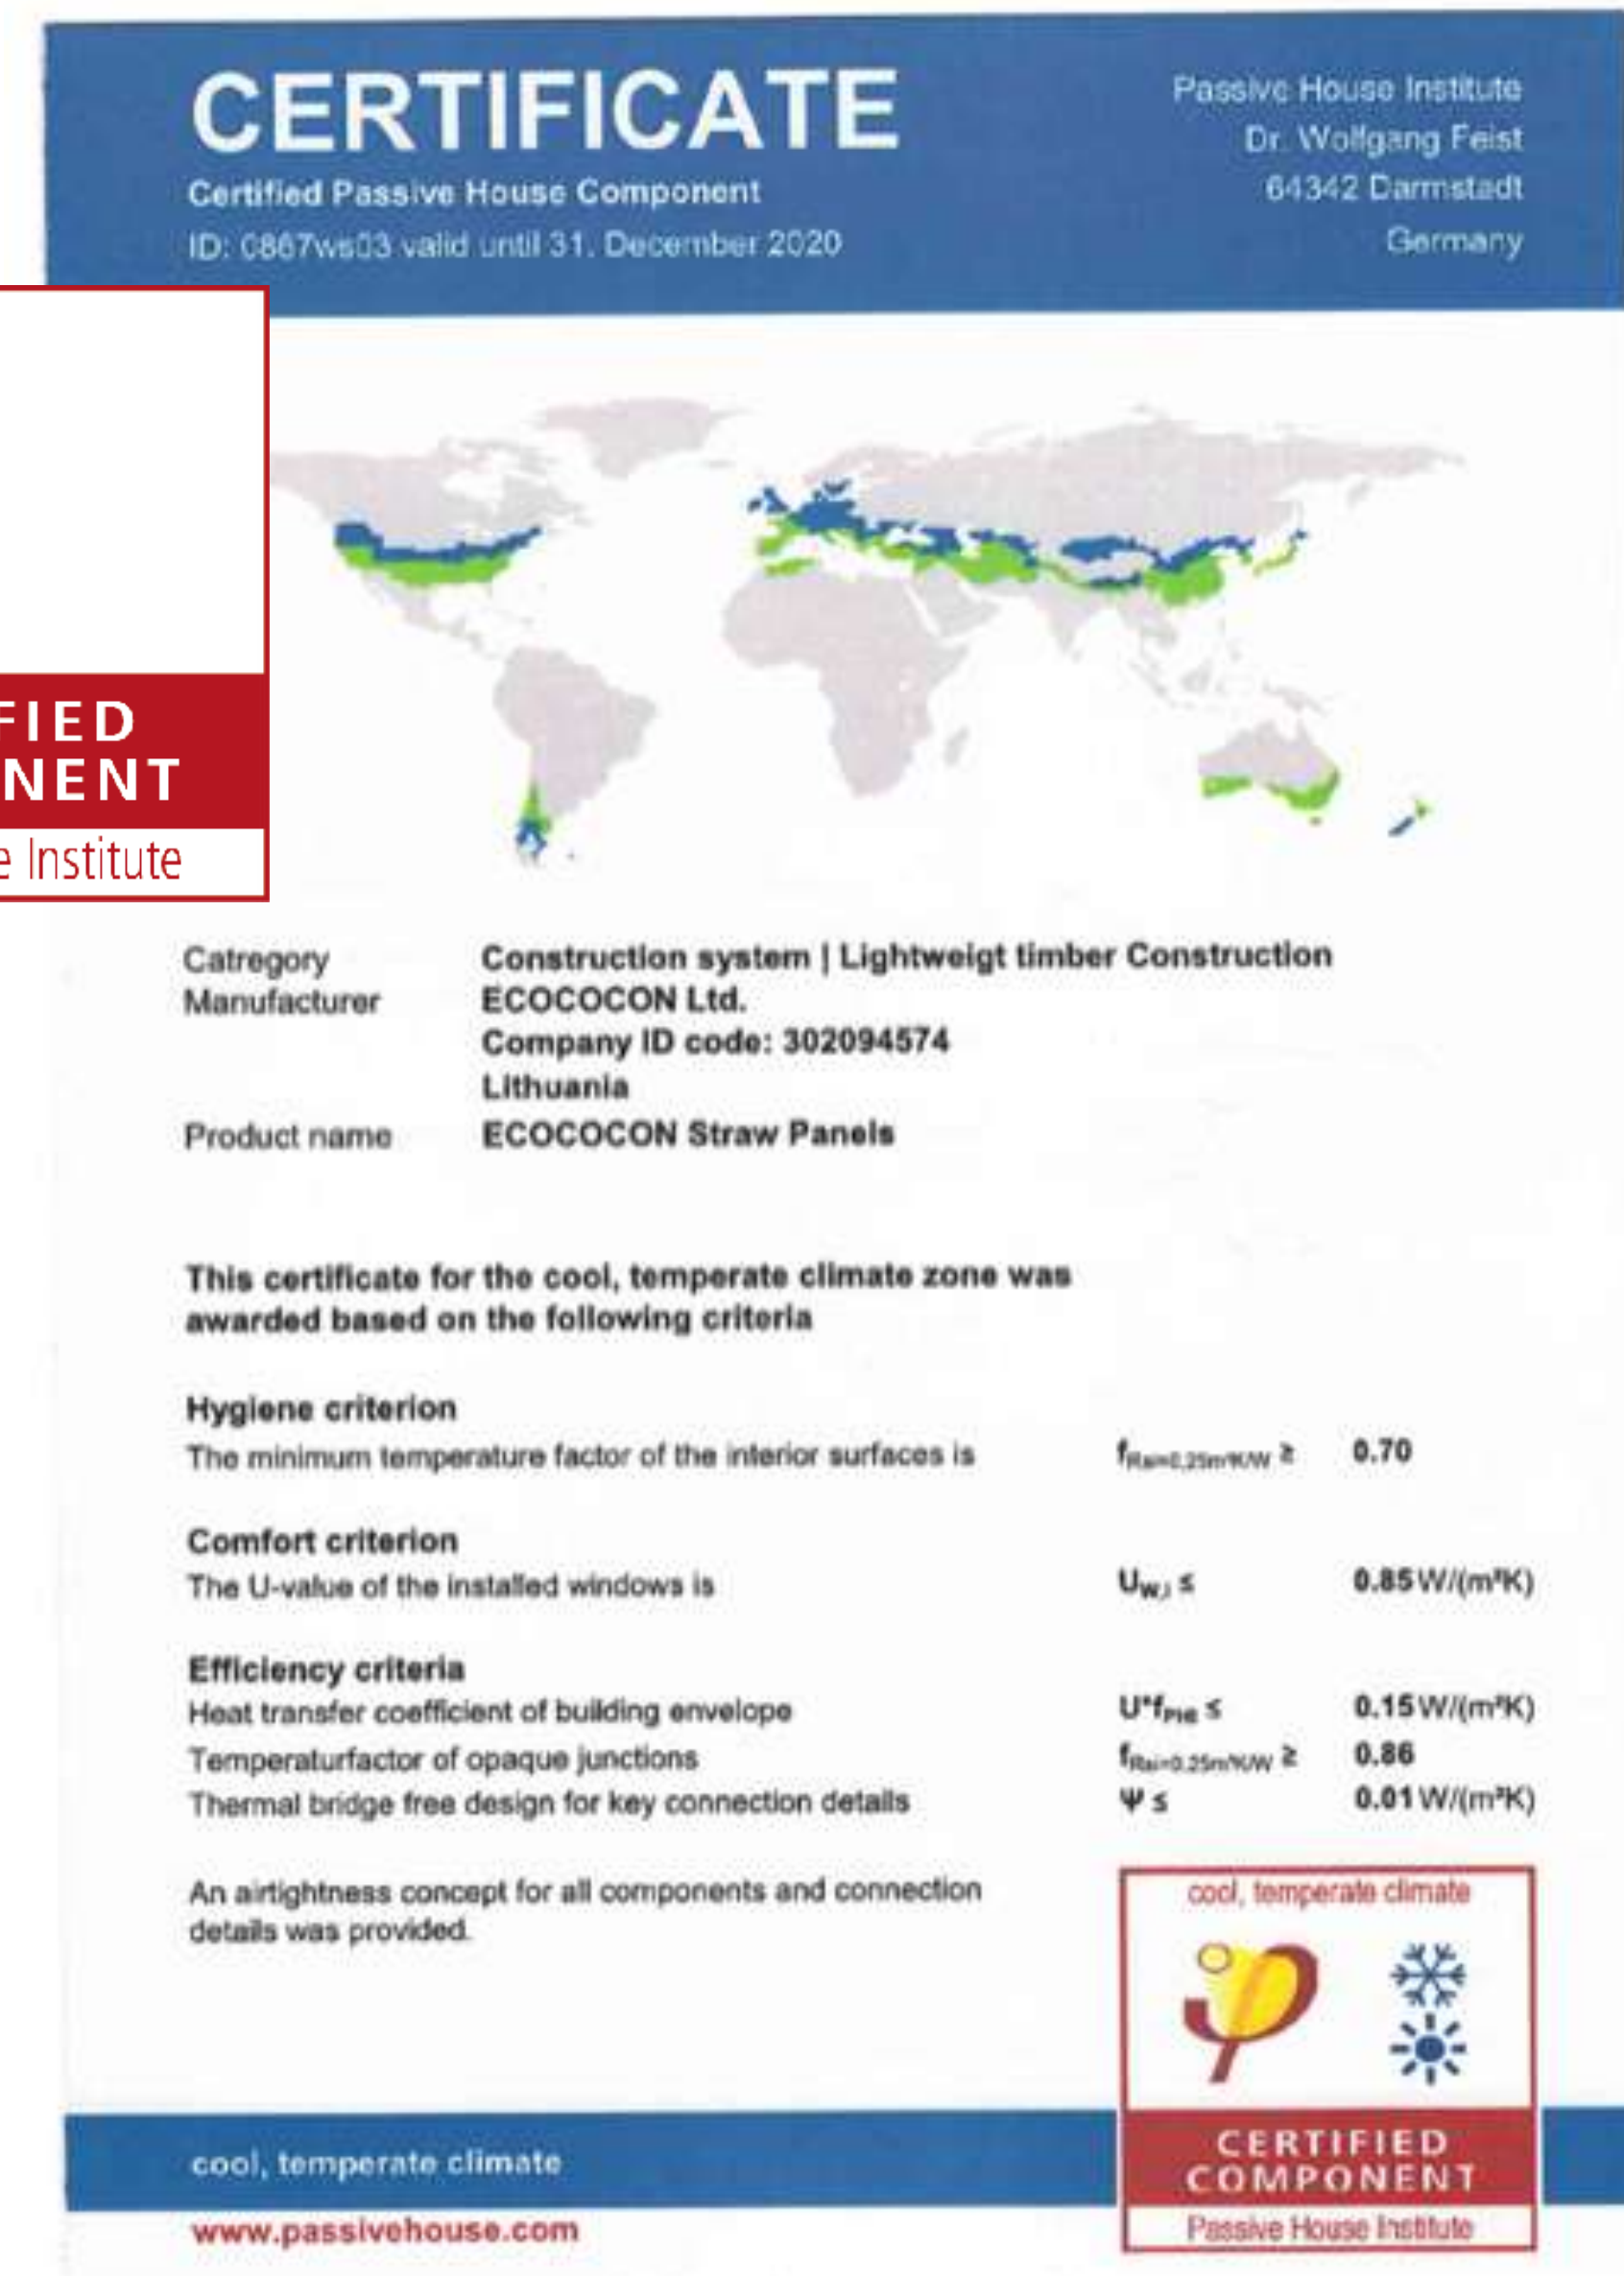 CERTIFICATE
Certified Passive House Component
ID: 0867ws03 valid until 31. December 2020
Passive House Institute
Dr. Wolfgang Feist
64342 Darmstadt
Germany
FIED
NENT
e Institute
Catregory Construction system | Lightweigt timber Construction
Manufacturer ECOCOCON Ltd.
Company ID code: 302094574
Lithuania
Product name ECOCOCON Straw Panels
This certificate for the cool, temperate climate zone was
awarded based on the following criteria
Hygiene criterion
The minimum temperature factor of the interior surfaces is ≥ 0.70
Comfort criterion
The U-value of the installed windows is U ≤ 0.85 W/(m²K)
Efficiency criteria
Heat transfer coefficient of building envelope U*fPHI ≤ 0.15 W/(m²K)
Temperaturfactor of opaque junctions fRsi=0.25m²K/W ≥ 0.86
Thermal bridge free design for key connection details Ψ ≤ 0.01 W/(m²K)
An airtightness concept for all components and connection
details was provided.
cool, temperate climate
CERTIFIED
COMPONENT
Passive House Institute
cool, temperate climate
www.passivehouse.com